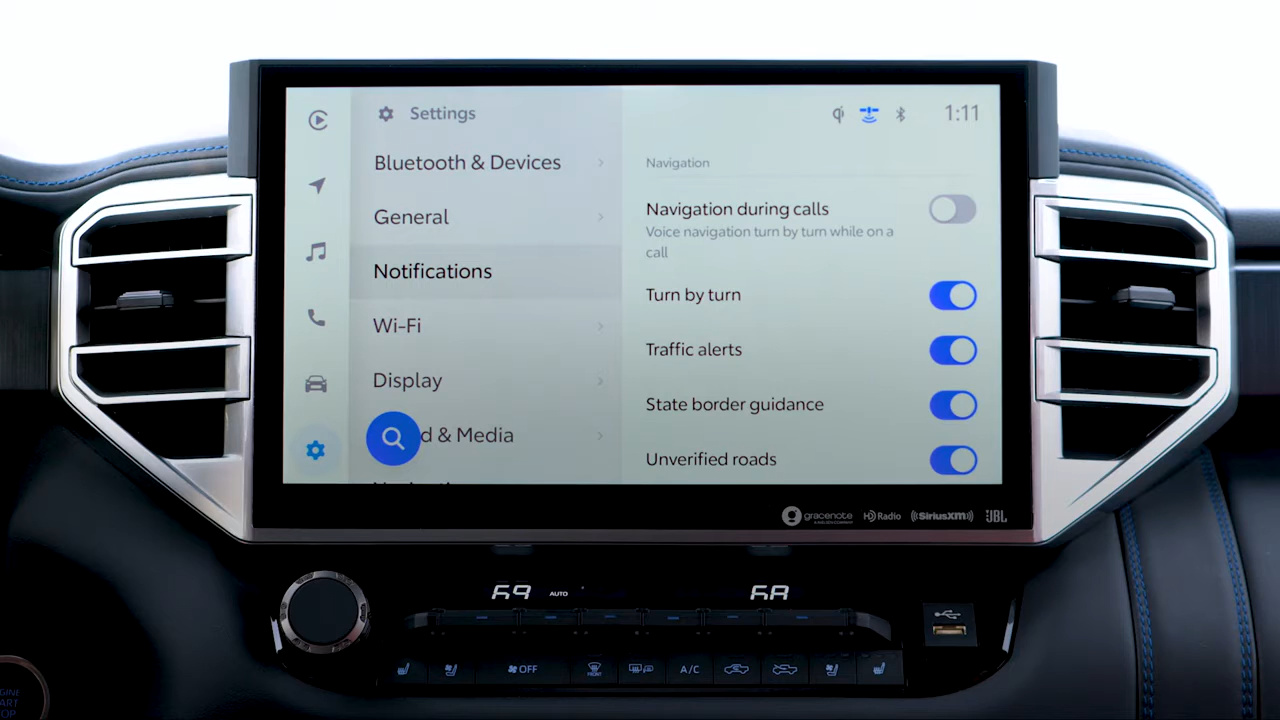 Settings
1:11
Bluetooth & Devices
General
Notifications
Wi-Fi
Display
d & Media
Navigation
Navigation during calls
Voice navigation turn by turn while on a
call
Turn by turn
Traffic alerts
State border guidance
Unverified roads
gracenote
A NIELSEN COMPANY
HD Radio
SiriusXM
JBL
69 AUTO
68
OFF
FRONT
A/C